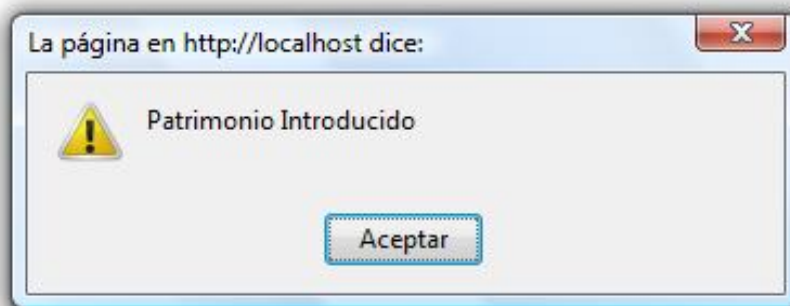 La página en http://localhost dice:
Patrimonio Introducido
Aceptar